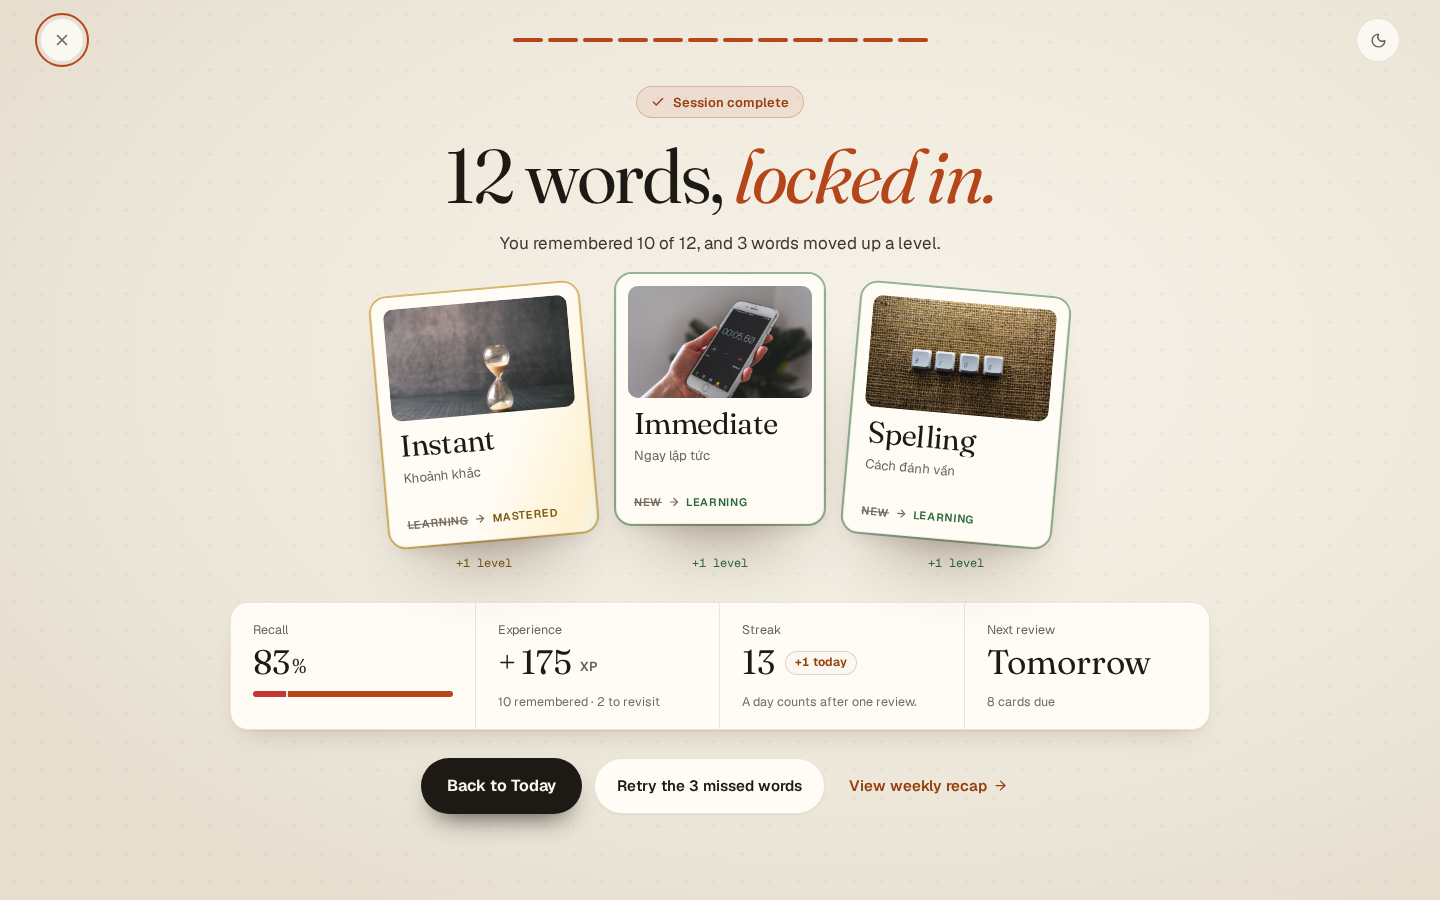 Session complete
12 words, locked in.
You remembered 10 of 12, and 3 words moved up a level.
Instant
Khoảnh khắc
LEARNING → MASTERED
+1 level
00:05.60
Immediate
Ngay lập tức
NEW → LEARNING
+1 level
Spelling
Cách đánh vần
NEW → LEARNING
+1 level
Recall
83%
Experience
+175 XP
10 remembered · 2 to revisit
Streak
13 +1 today
A day counts after one review.
Next review
Tomorrow
8 cards due
Back to Today
Retry the 3 missed words
View weekly recap →